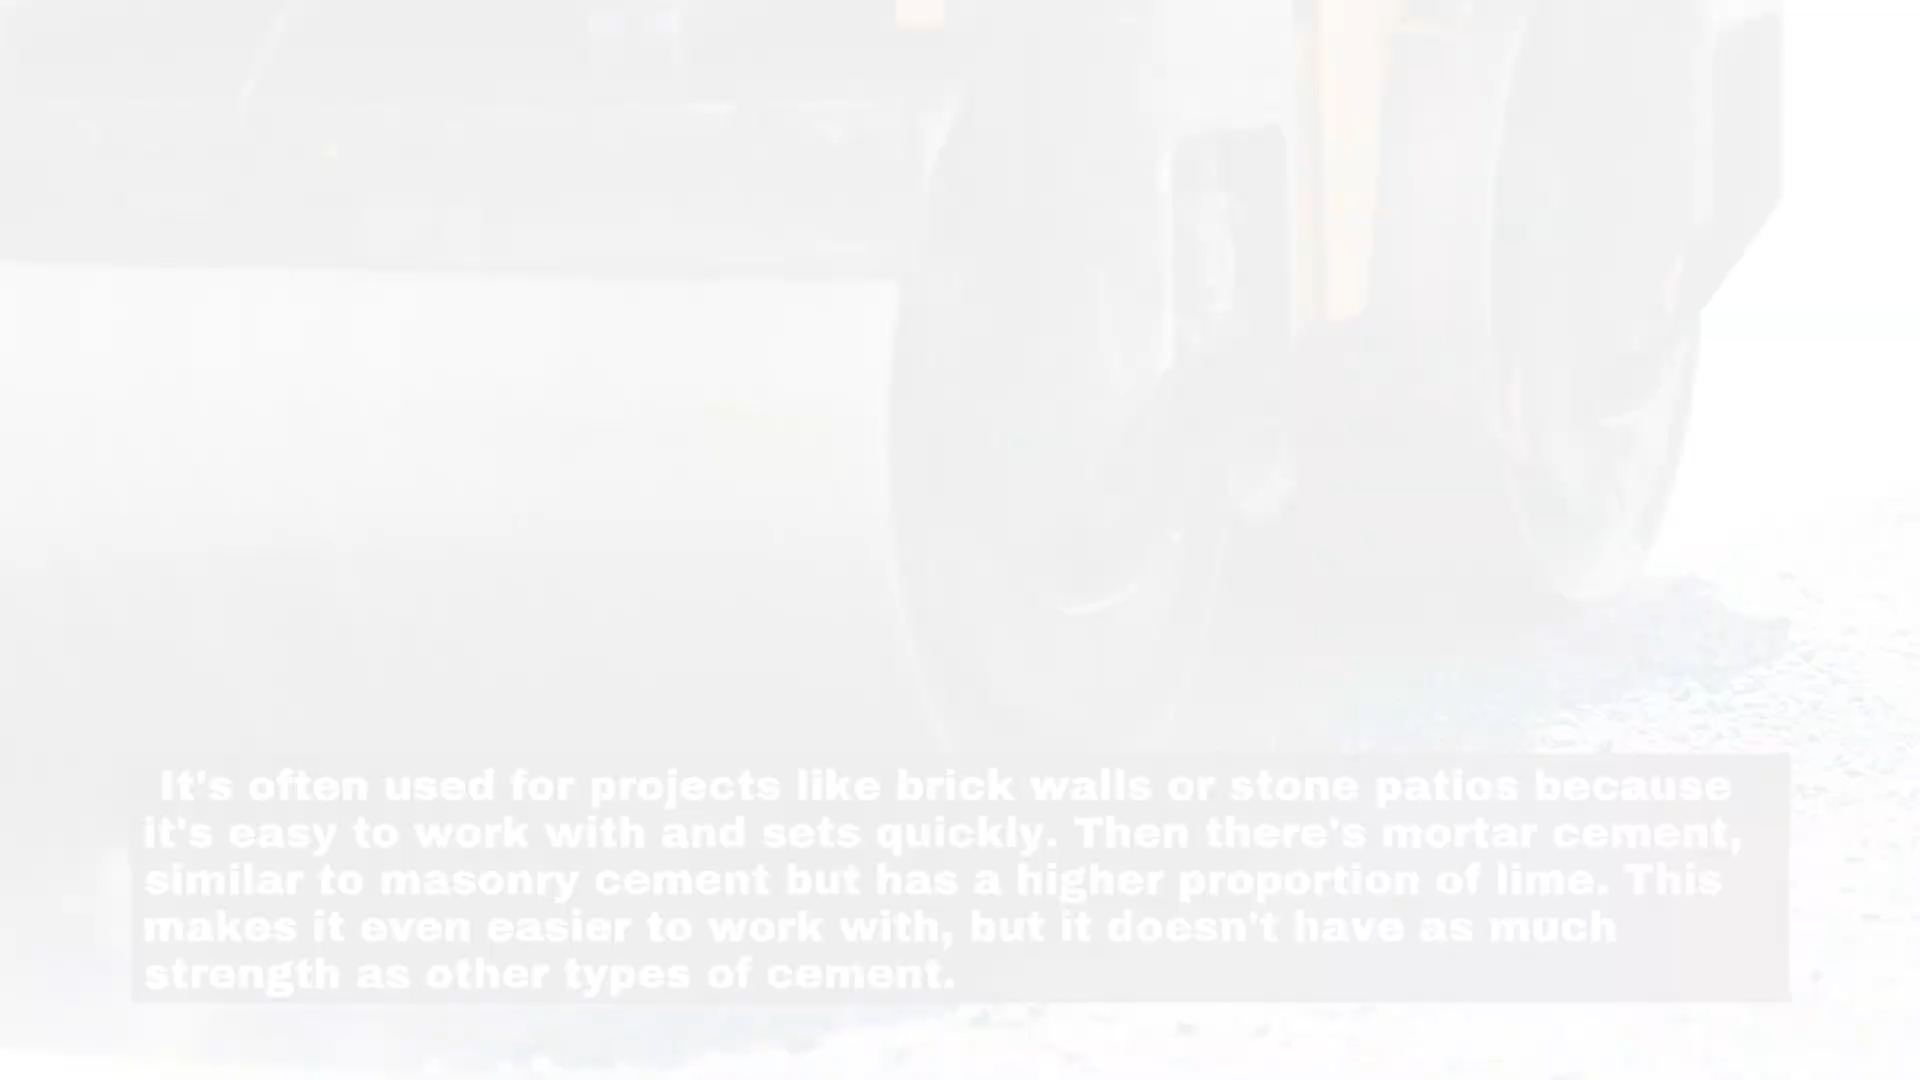 It's often used for projects like brick walls or stone patios because
it's easy to work with and sets quickly. Then there's mortar cement,
similar to masonry cement but has a higher proportion of lime. This
makes it even easier to work with, but it doesn't have as much
strength as other types of cement.